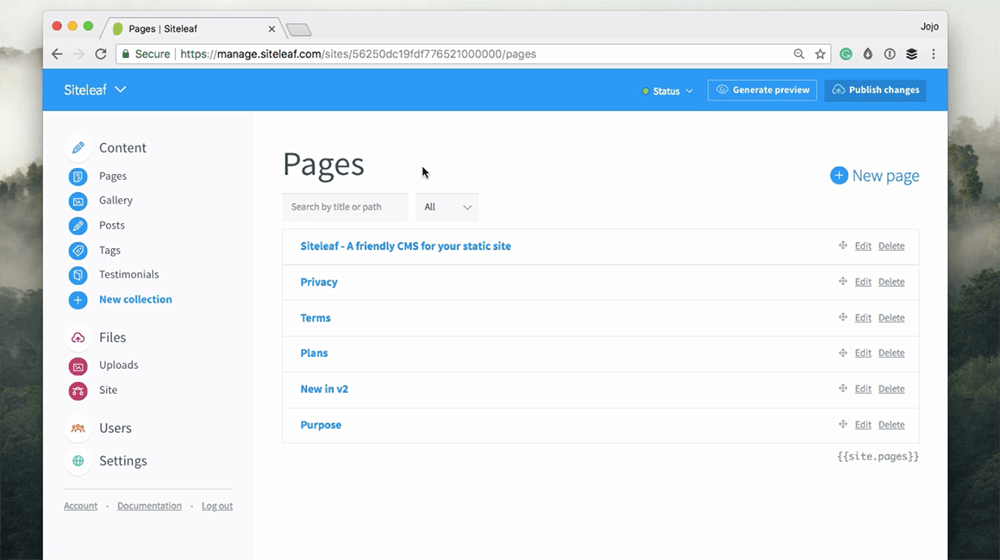 Pages | Siteleaf
Jojo
Secure https://manage.siteleaf.com/sites/56250dc19fdf776521000000/pages
Siteleaf
Status
Generate preview
Publish changes
Content
Pages
Gallery
Posts
Tags
Testimonials
New collection
Files
Uploads
Site
Users
Settings
Account • Documentation • Log out
Pages
New page
Search by title or path
All
Siteleaf - A friendly CMS for your static site Edit Delete
Privacy Edit Delete
Terms Edit Delete
Plans Edit Delete
New in v2 Edit Delete
Purpose Edit Delete
{{site.pages}}